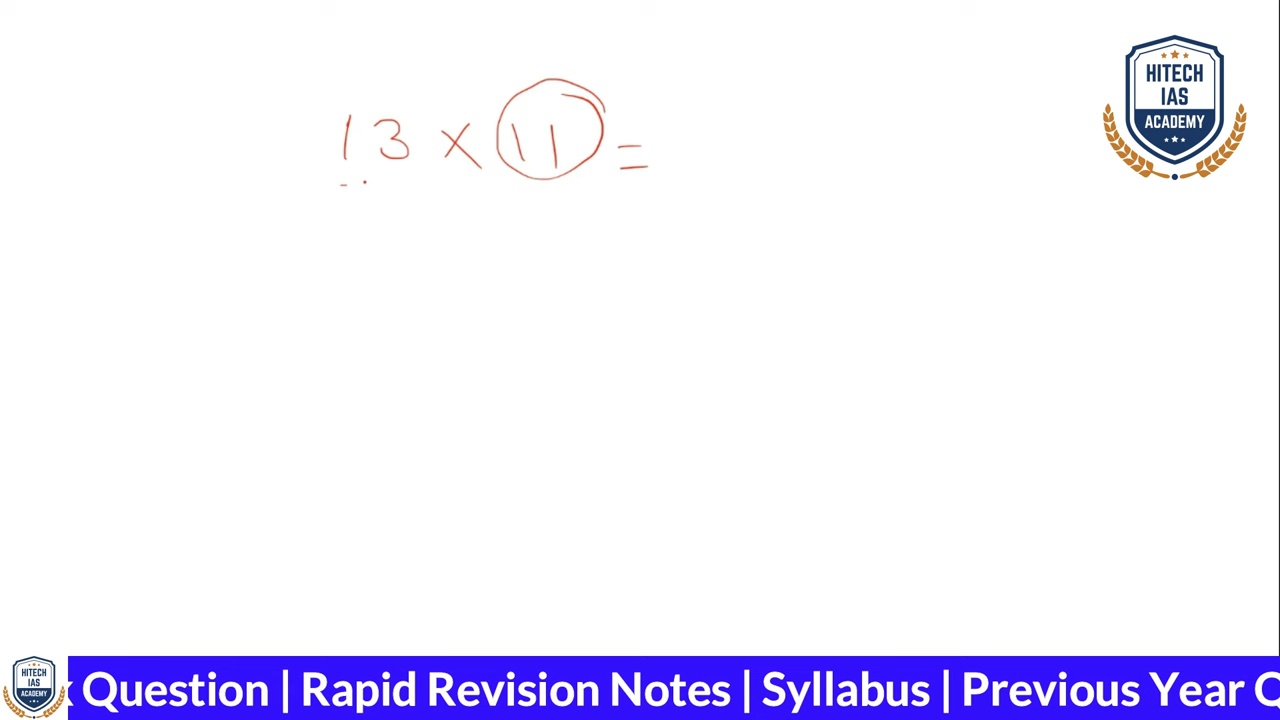 13 × 11 =
HITECH
IAS
ACADEMY
HITECH
IAS
ACADEMY
Question | Rapid Revision Notes | Syllabus | Previous Year